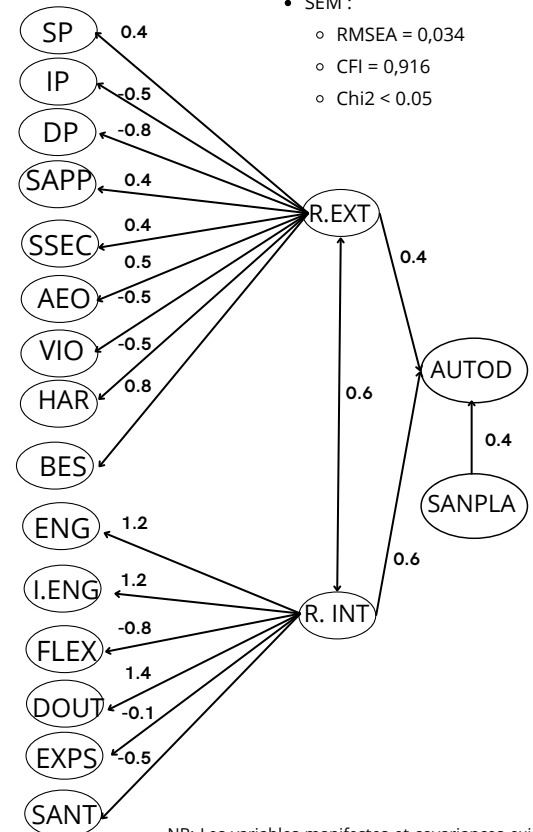 SEM :
RMSEA = 0,034
CFI = 0,916
Chi2 < 0.05
SP
0.4
IP
-0.5
DP
-0.8
SAPP
0.4
SSEC
0.4
AEO
0.5
VIO
-0.5
HAR
-0.5
BES
0.8
R.EXT
0.4
0.6
AUTOD
0.4
SANPLA
0.6
R. INT
ENG
1.2
I.ENG
1.2
FLEX
-0.8
DOUT
1.4
EXPS
-0.1
SANT
-0.5